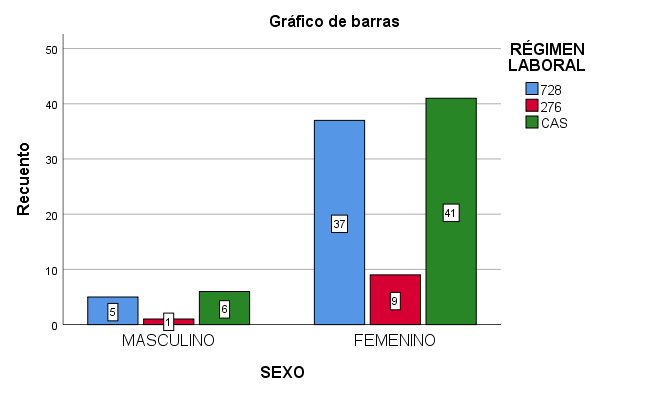 Gráfico de barras
RÉGIMEN
LABORAL
728
276
CAS
Recuento
50
40
30
20
10
0
5
1
6
37
9
41
MASCULINO
FEMENINO
SEXO